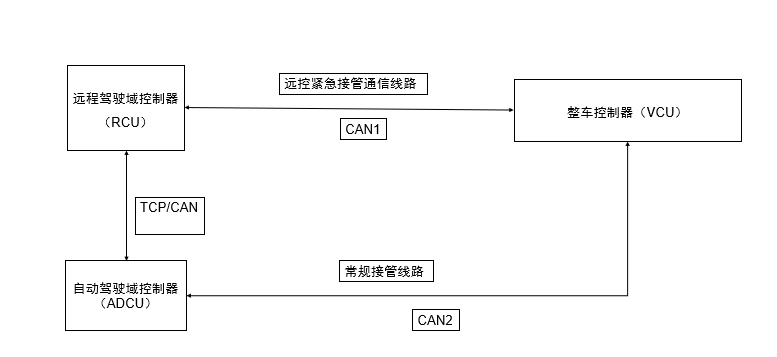 远控紧急接管通信线路
远程驾驶域控制器
（RCU）
整车控制器（VCU）
CAN1
TCP/CAN
常规接管线路
自动驾驶域控制器
（ADCU）
CAN2